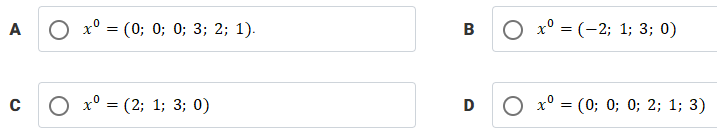 A x⁰ = (0; 0; 0; 3; 2; 1).
B x⁰ = (−2; 1; 3; 0)
C x⁰ = (2; 1; 3; 0)
D x⁰ = (0; 0; 0; 2; 1; 3)